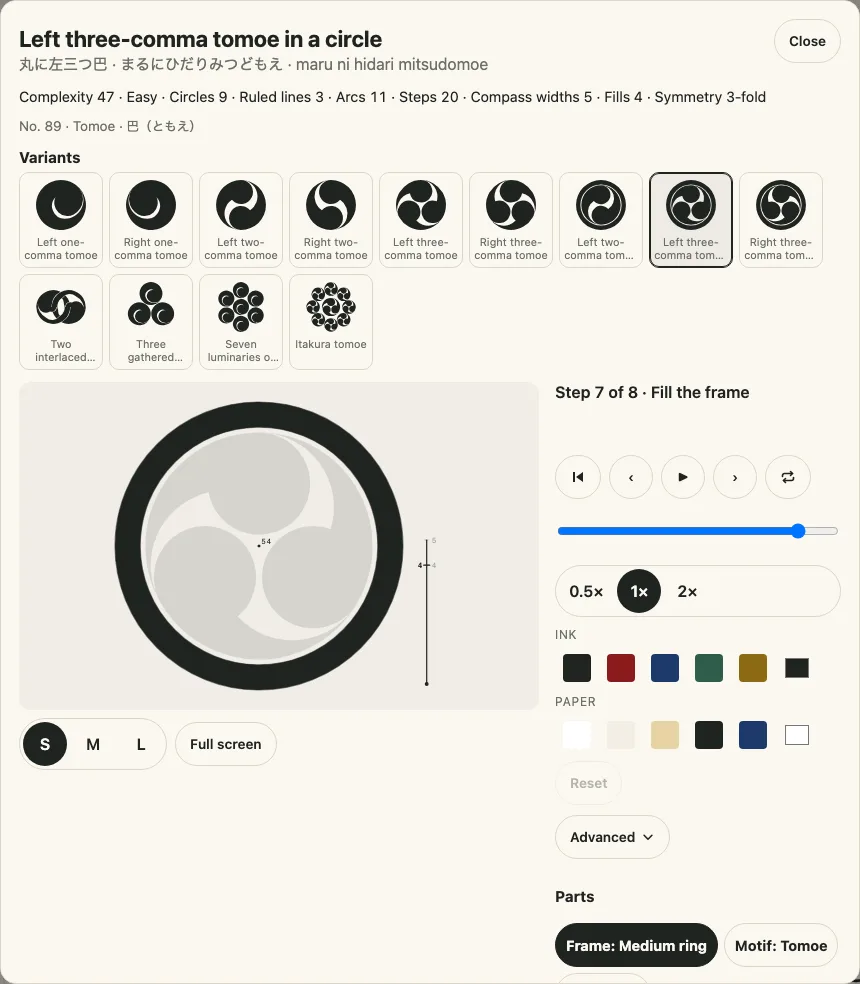 Left three-comma tomoe in a circle
Close
丸に左三つ巴 · まるにひだりみつどもえ · maru ni hidari mitsudomoe
Complexity 47 · Easy · Circles 9 · Ruled lines 3 · Arcs 11 · Steps 20 · Compass widths 5 · Fills 4 · Symmetry 3-fold
No. 89 · Tomoe · 巴（ともえ）
Variants
Left one-
comma tomoe
Right one-
comma tomoe
Left two-
comma tomoe
Right two-
comma tomoe
Left three-
comma tomoe
Right three-
comma tomoe
Left two-
comma tom...
Left three-
comma tom...
Right three-
comma tom...
Two
interlaced...
Three
gathered...
Seven
luminaries o...
Itakura tomoe
Step 7 of 8 · Fill the frame
54
5
4 4
0.5×
1×
2×
INK
PAPER
S
M
L
Full screen
Reset
Advanced
Parts
Frame: Medium ring
Motif: Tomoe